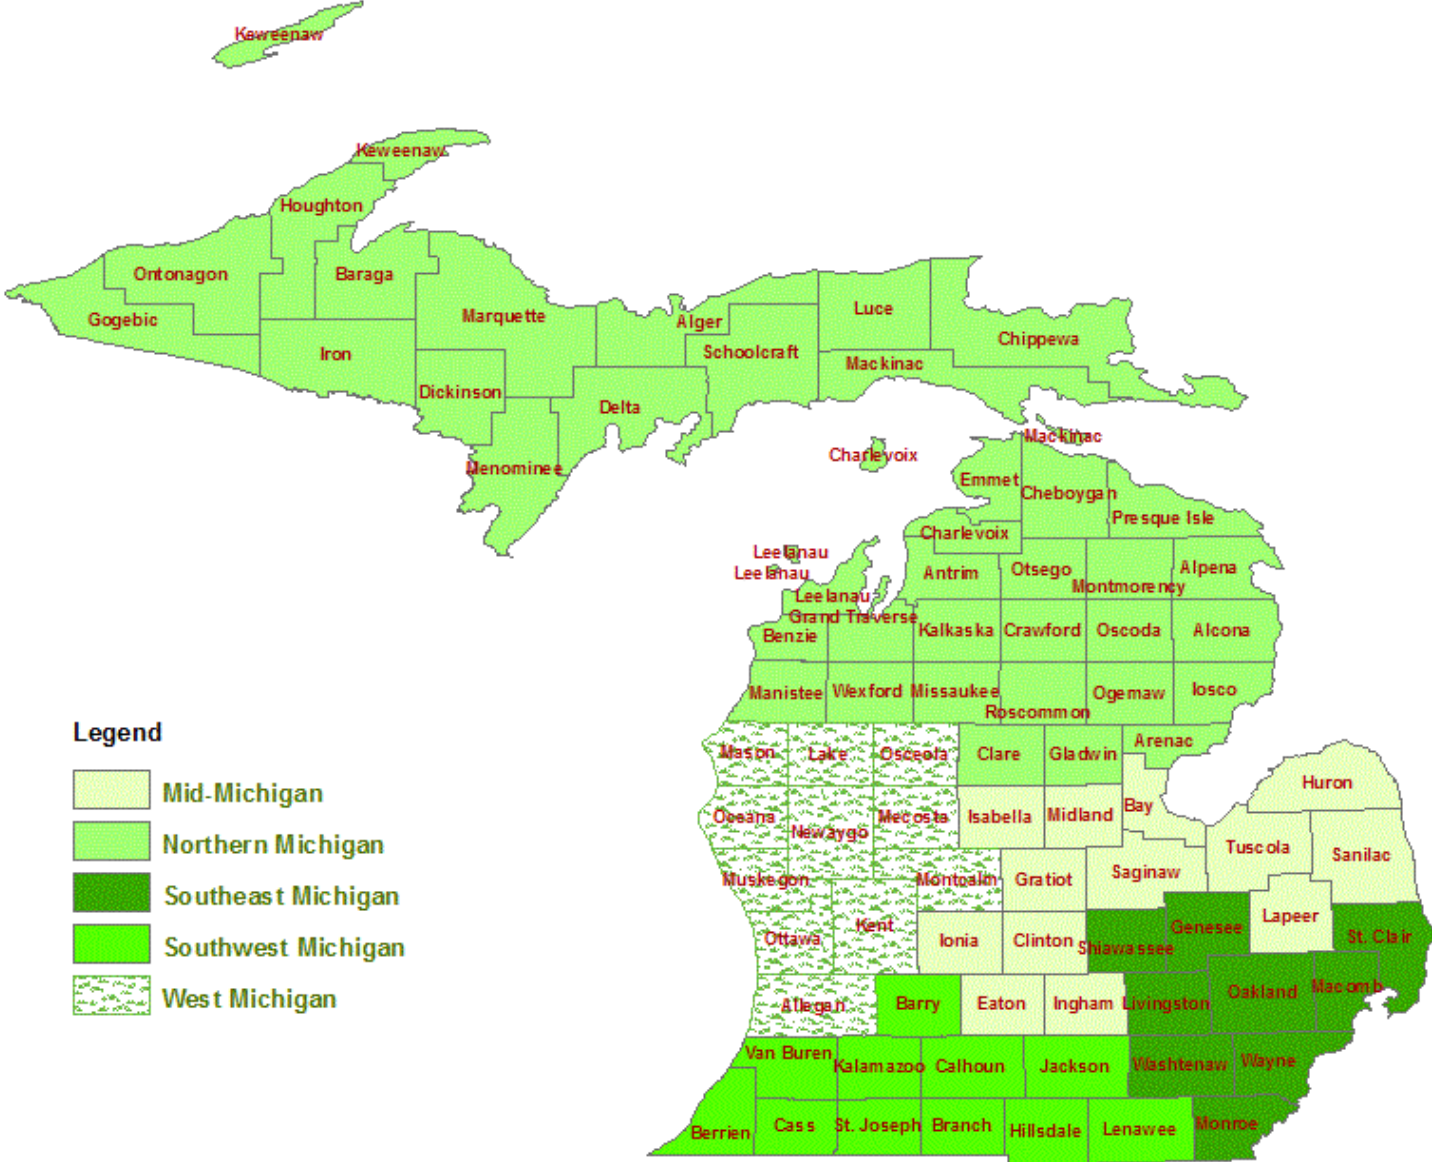 Keweenaw
Keweenaw
Houghton
Ontonagon
Baraga
Gogebic
Marquette
Iron
Alger
Luce
Chippewa
Schoolcraft
Mackinac
Dickinson
Delta
Menominee
Mackinac
Charlevoix
Emmet
Cheboygan
Presque Isle
Charlevoix
Leelanau
Leelanau
Antrim
Otsego
Montmorency
Alpena
Leelanau
Grand Traverse
Benzie
Kalkaska
Crawford
Oscoda
Alcona
Manistee
Wexford
Missaukee
Roscommon
Ogemaw
Iosco
Mason
Lake
Osceola
Clare
Gladwin
Arenac
Huron
Oceana
Newaygo
Mecosta
Isabella
Midland
Bay
Tuscola
Sanilac
Muskegon
Montcalm
Gratiot
Saginaw
Lapeer
Genesee
St. Clair
Ottawa
Kent
Ionia
Clinton
Shiawassee
Allegan
Barry
Eaton
Ingham
Livingston
Oakland
Macomb
Van Buren
Kalamazoo
Calhoun
Jackson
Washtenaw
Wayne
Berrien
Cass
St. Joseph
Branch
Hillsdale
Lenawee
Monroe
Legend
Mid-Michigan
Northern Michigan
Southeast Michigan
Southwest Michigan
West Michigan